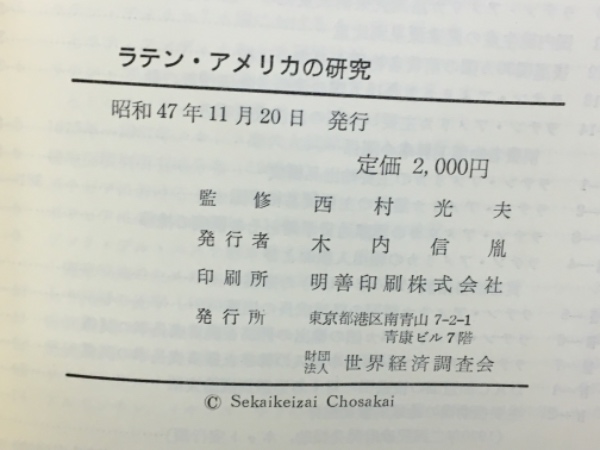 ラテン・アメリカの研究
昭和47年11月20日 発行
定価 2,000円
監修 西村光夫
発行者 木内信胤
印刷所 明善印刷株式会社
発行所 東京都港区南青山 7-2-1
青康ビル7階
財団法人 世界経済調査会
© Sekaikeizai Chosakai